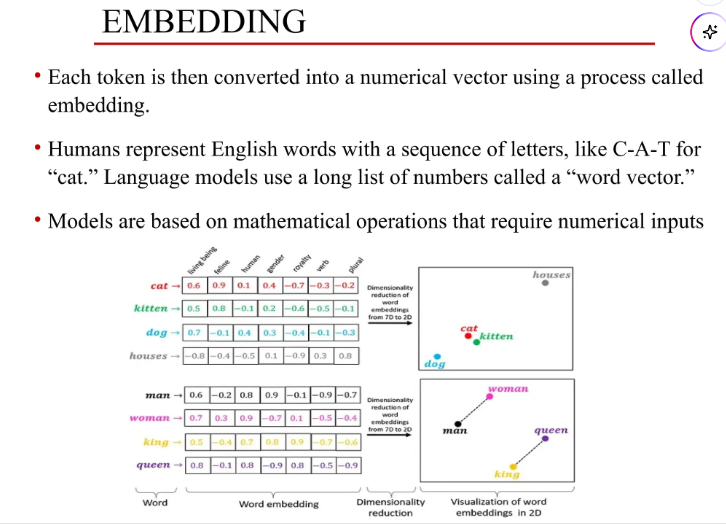 EMBEDDING
• Each token is then converted into a numerical vector using a process called
embedding.
• Humans represent English words with a sequence of letters, like C-A-T for
“cat.” Language models use a long list of numbers called a “word vector.”
• Models are based on mathematical operations that require numerical inputs
living being feline human gender royalty verb plural
cat → 0.6 0.9 0.1 0.4 −0.7 −0.3 −0.2
kitten → 0.5 0.8 −0.1 0.2 −0.6 −0.5 −0.1
dog → 0.7 −0.1 0.4 0.3 −0.4 −0.1 −0.3
houses → −0.8 −0.4 −0.5 0.1 −0.9 0.3 0.8
Dimensionality
reduction of
word
embeddings
from 7D to 2D
houses
cat
kitten
dog
man → 0.6 −0.2 0.8 0.9 −0.1 −0.9 −0.7
woman → 0.7 0.3 0.9 −0.7 0.1 −0.5 −0.4
king → 0.5 −0.4 0.7 0.8 0.9 −0.7 −0.6
queen → 0.8 −0.1 0.8 −0.9 0.8 −0.5 −0.9
Dimensionality
reduction of
word
embeddings
from 7D to 2D
woman
man
queen
king
Word
Word embedding
Dimensionality
reduction
Visualization of word
embeddings in 2D